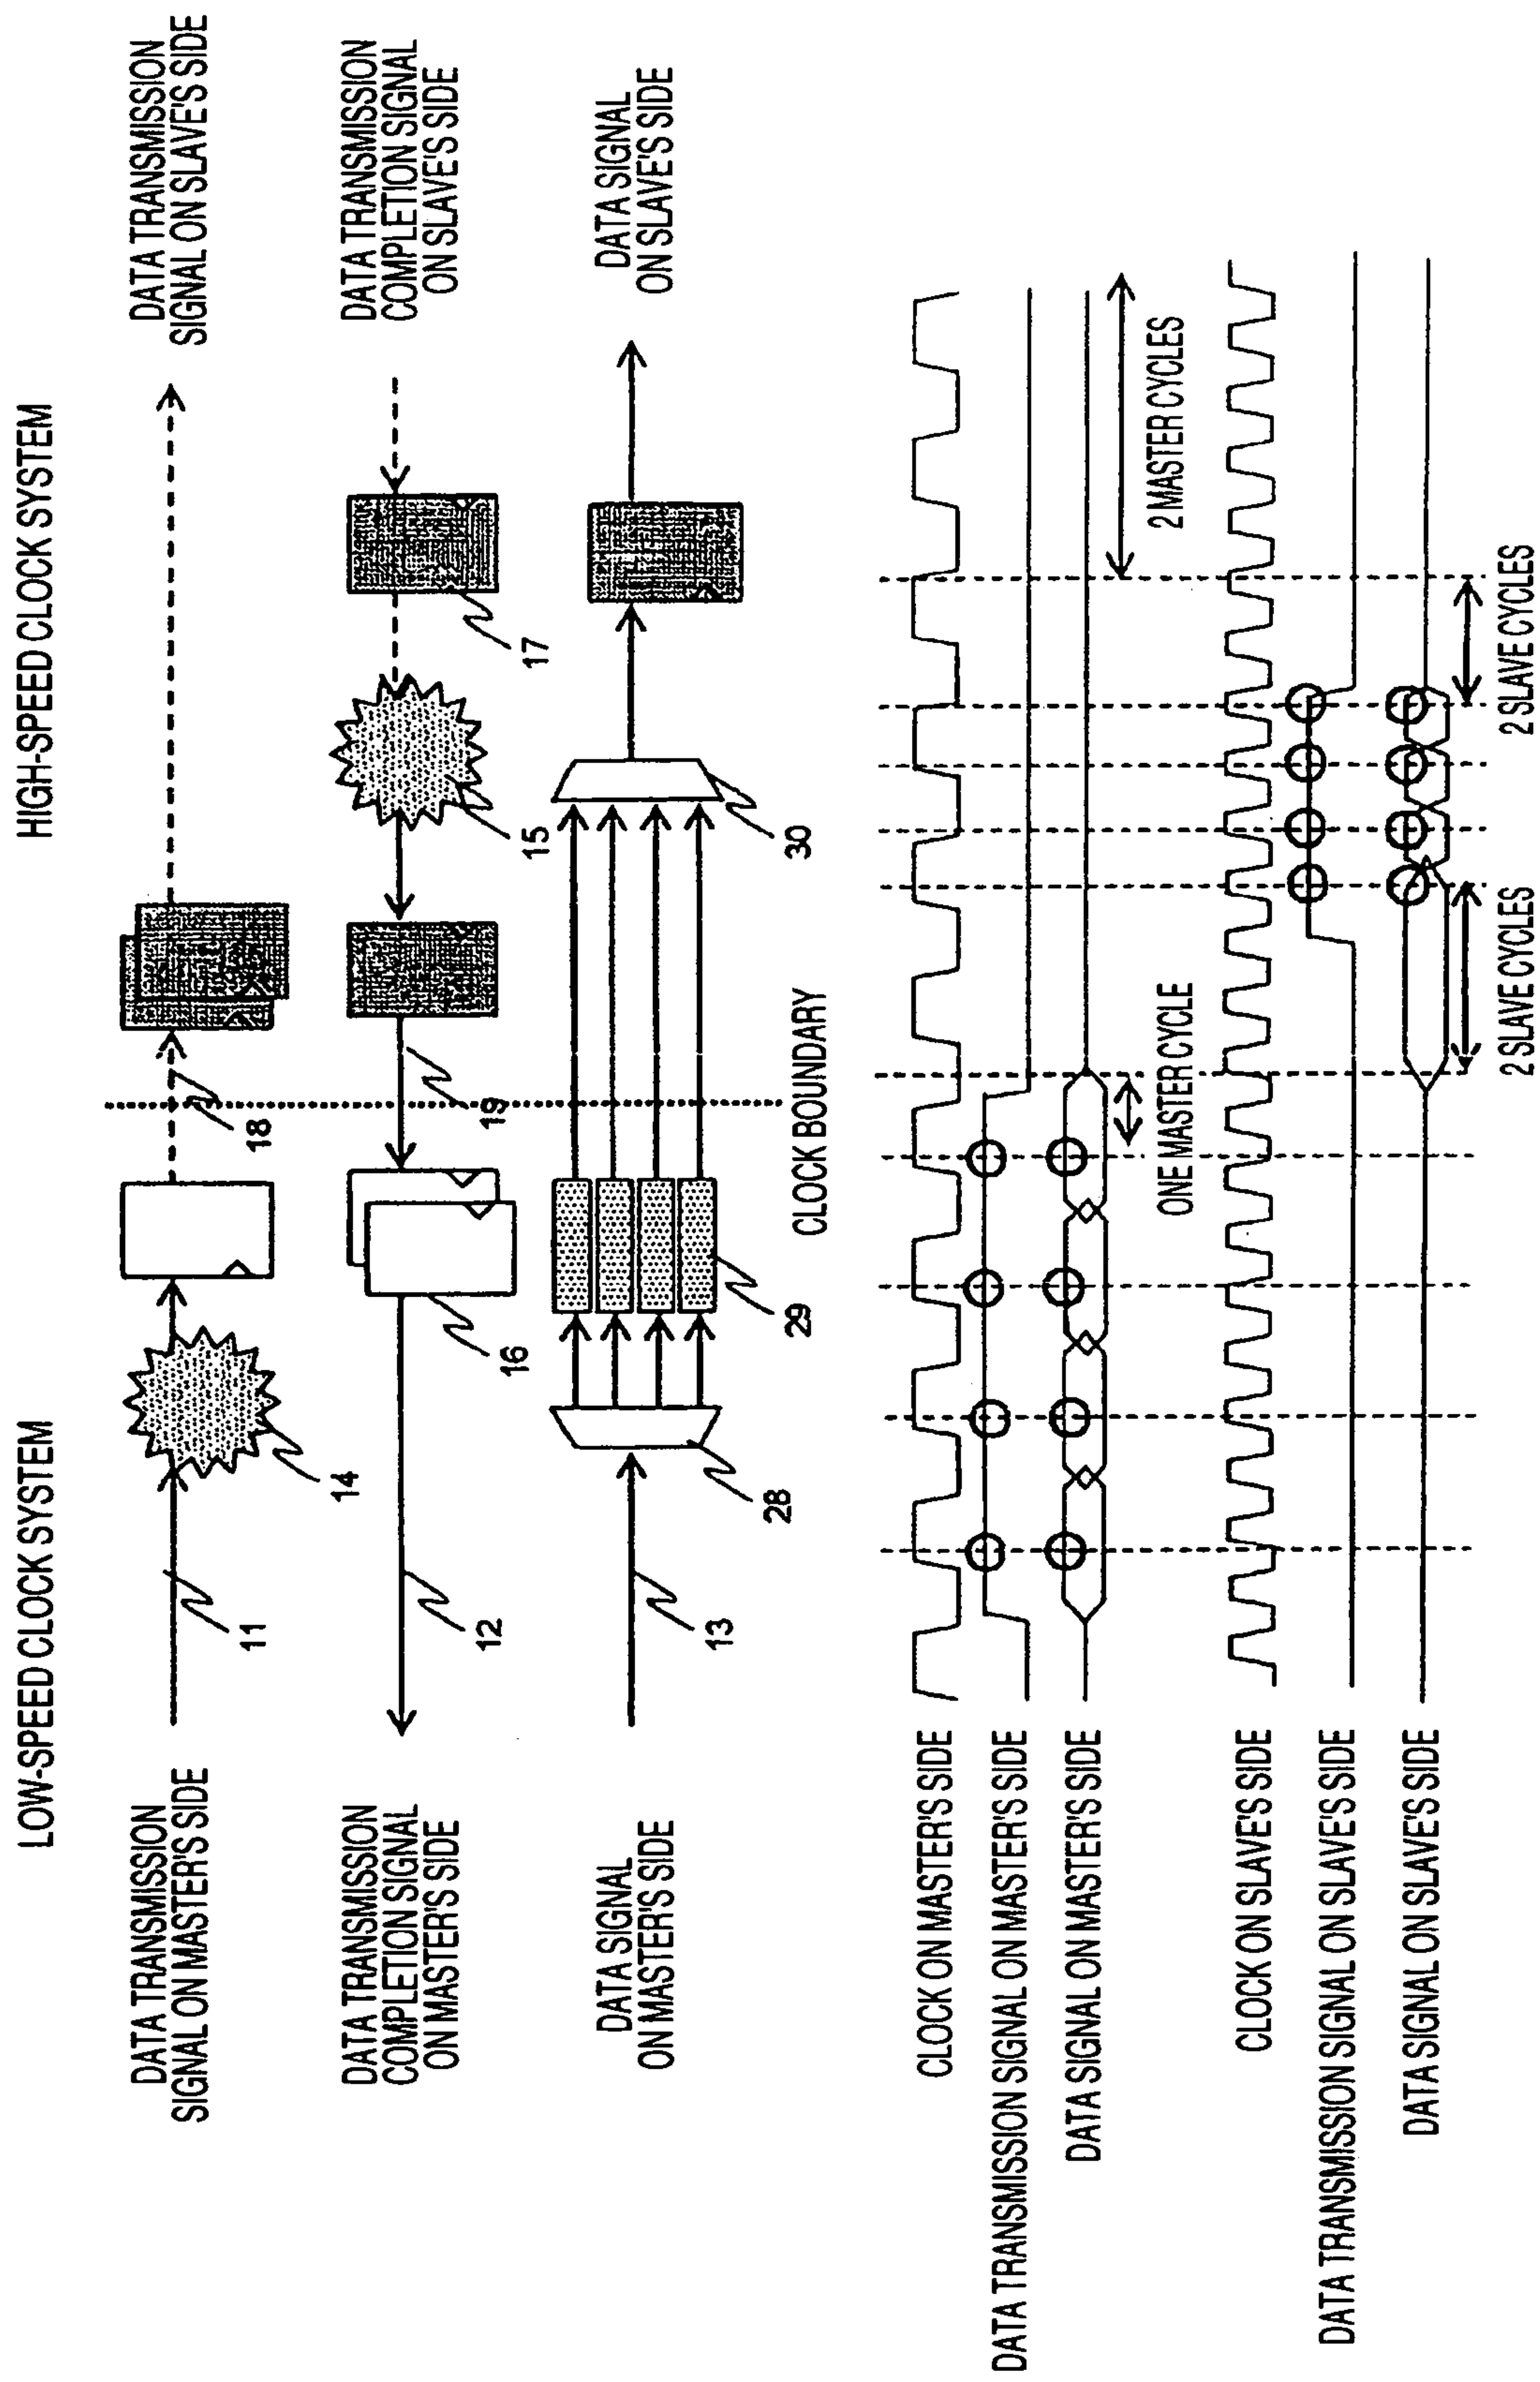 LOW-SPEED CLOCK SYSTEM
HIGH-SPEED CLOCK SYSTEM
DATA TRANSMISSION
SIGNAL ON MASTER'S SIDE
11
14
18
DATA TRANSMISSION
SIGNAL ON SLAVE'S SIDE
DATA TRANSMISSION
COMPLETION SIGNAL
ON MASTER'S SIDE
12
16
19
15
17
DATA TRANSMISSION
COMPLETION SIGNAL
ON SLAVE'S SIDE
DATA SIGNAL
ON MASTER'S SIDE
13
28
29
30
DATA SIGNAL
ON SLAVE'S SIDE
CLOCK BOUNDARY
CLOCK ON MASTER'S SIDE
DATA TRANSMISSION SIGNAL ON MASTER'S SIDE
DATA SIGNAL ON MASTER'S SIDE
ONE MASTER CYCLE
2 MASTER CYCLES
CLOCK ON SLAVE'S SIDE
DATA TRANSMISSION SIGNAL ON SLAVE'S SIDE
DATA SIGNAL ON SLAVE'S SIDE
2 SLAVE CYCLES
2 SLAVE CYCLES